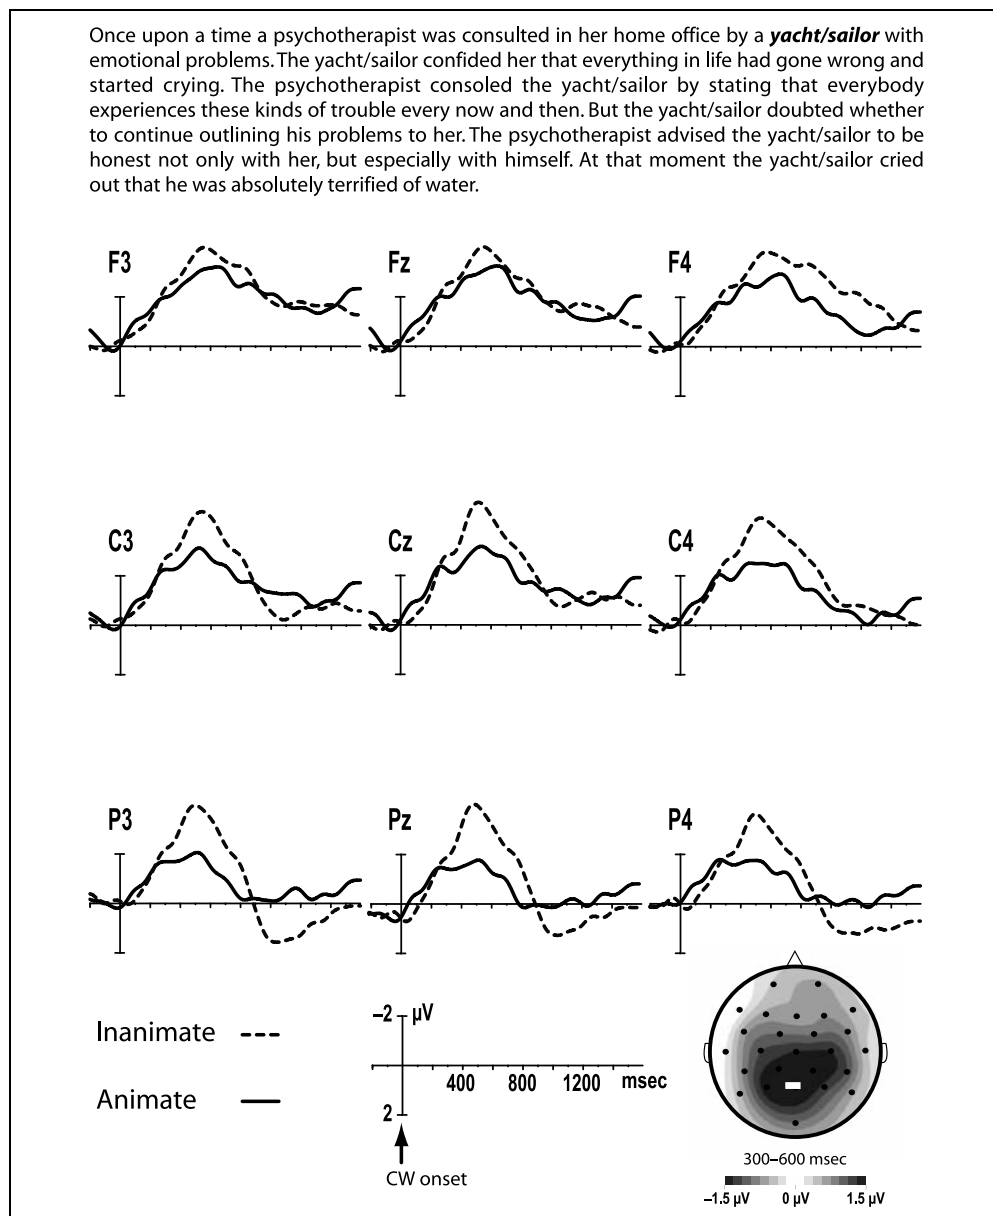 Once upon a time a psychotherapist was consulted in her home office by a yacht/sailor with
emotional problems. The yacht/sailor confided her that everything in life had gone wrong and
started crying. The psychotherapist consoled the yacht/sailor by stating that everybody
experiences these kinds of trouble every now and then. But the yacht/sailor doubted whether
to continue outlining his problems to her. The psychotherapist advised the yacht/sailor to be
honest not only with her, but especially with himself. At that moment the yacht/sailor cried
out that he was absolutely terrified of water.
F3 Fz F4
C3 Cz C4
P3 Pz P4
–2 µV
Inanimate
400 800 1200 msec
Animate
2
CW onset
300–600 msec
–1.5 µV 0 µV 1.5 µV